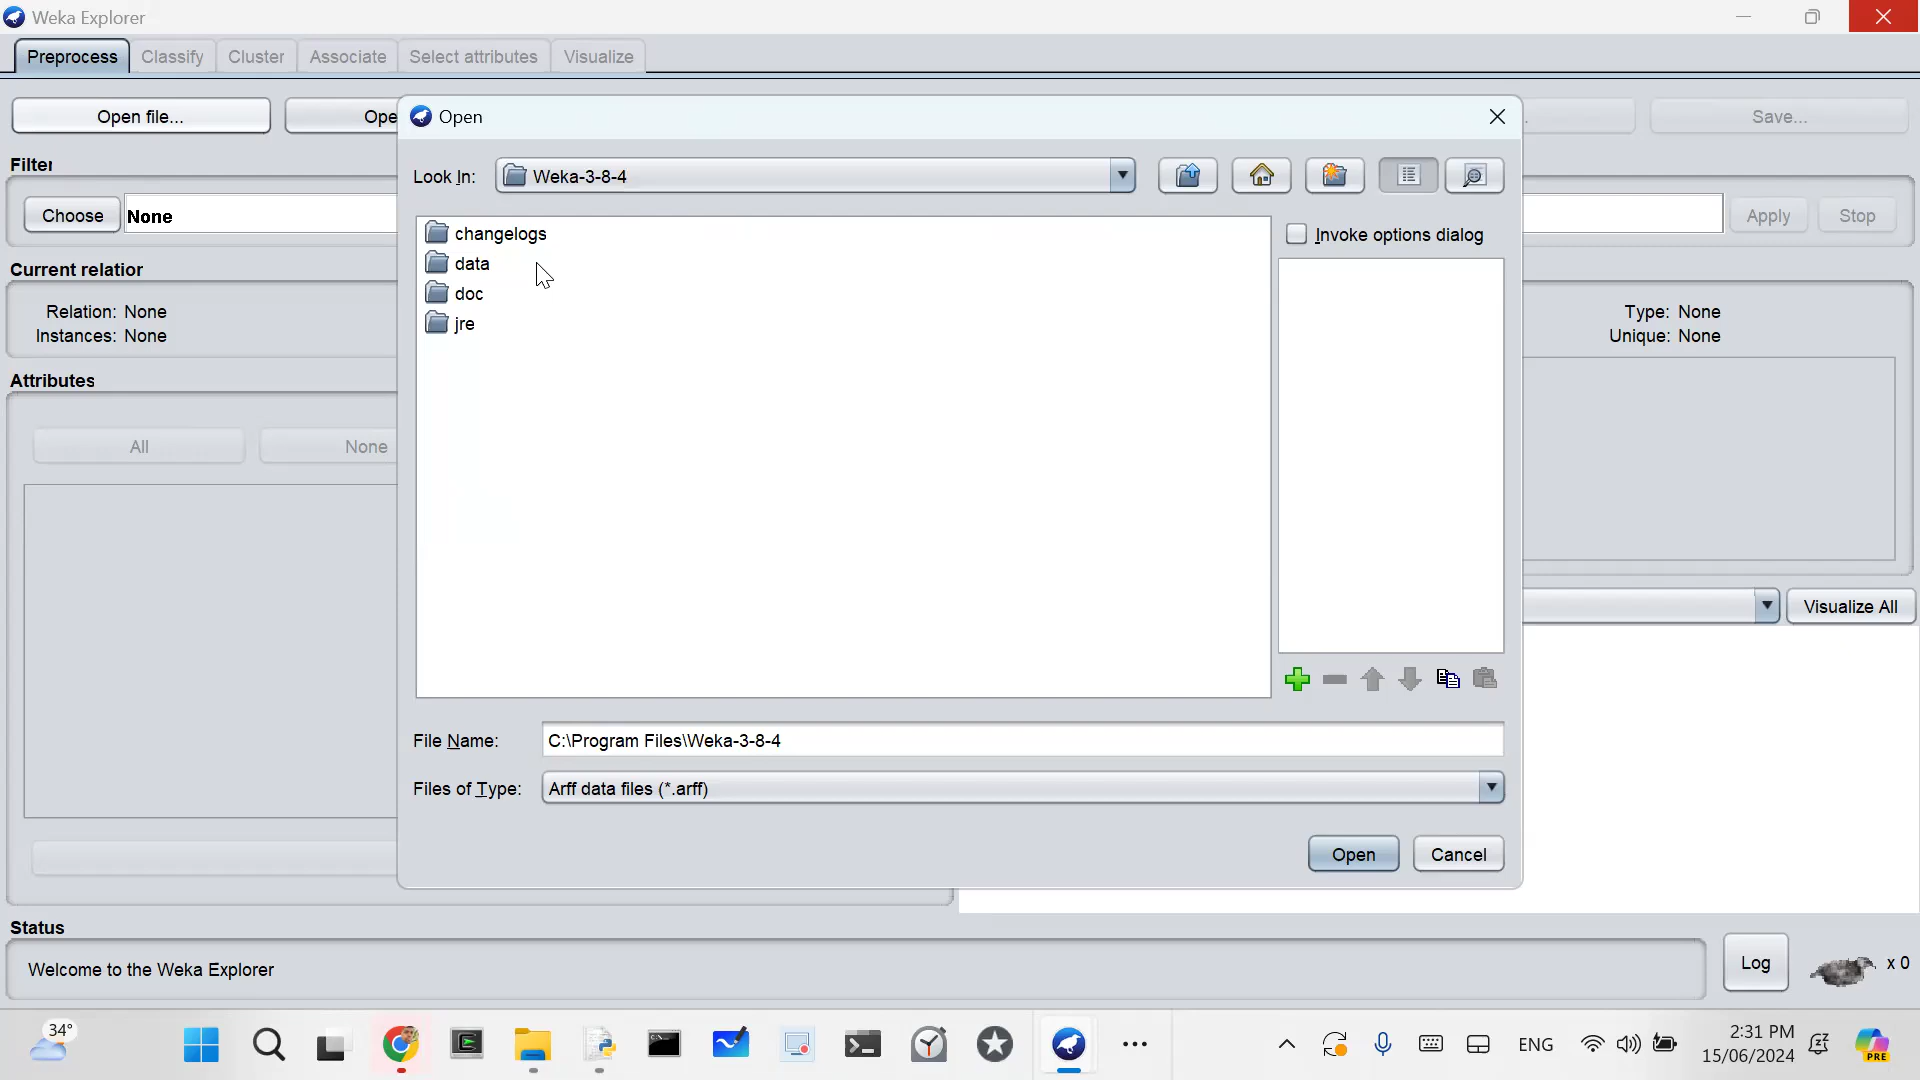 Weka Explorer
Preprocess Classify Cluster Associate Select attributes Visualize
Open file... Ope Save...
Open
Filter
Look In: Weka-3-8-4
Choose None Apply Stop
changelogs
data
doc
jre
Invoke options dialog
Current relatior
Relation: None
Instances: None
Type: None
Unique: None
Attributes
All None
Visualize All
File Name: C:\Program Files\Weka-3-8-4
Files of Type: Arff data files (*.arff)
Open Cancel
Status
Welcome to the Weka Explorer
Log x 0
34°
ENG
2:31 PM
15/06/2024
PRE